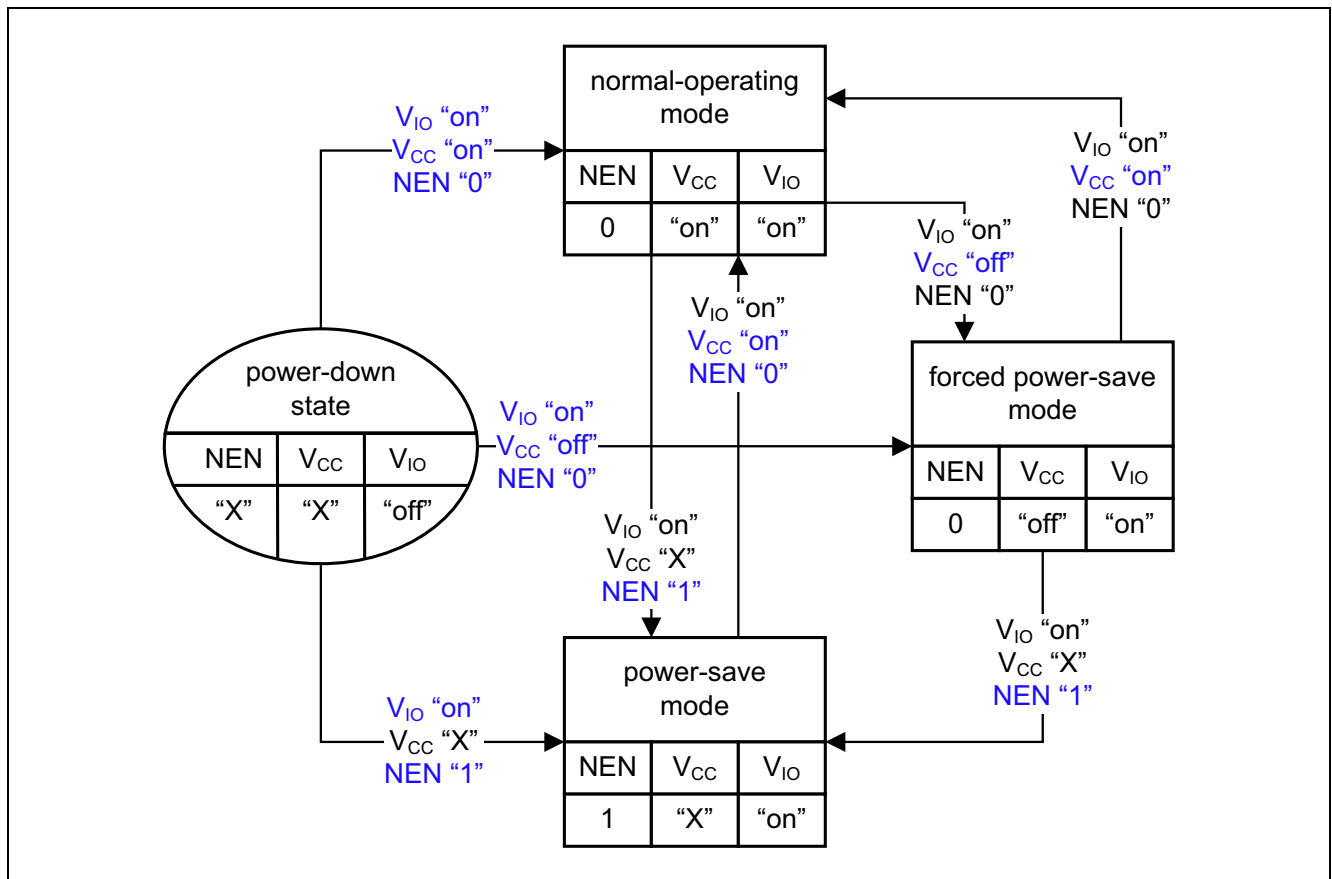 normal-operating
mode
NEN VCC VIO
0 “on” “on”
VIO “on”
VCC “on”
NEN “0”
VIO “on”
VCC “on”
NEN “0”
VIO “on”
VCC “off”
NEN “0”
VIO “on”
VCC “on”
NEN “0”
power-down
state
NEN VCC VIO
“X” “X” “off”
VIO “on”
VCC “off”
NEN “0”
forced power-save
mode
NEN VCC VIO
0 “off” “on”
VIO “on”
VCC “X”
NEN “1”
VIO “on”
VCC “X”
NEN “1”
VIO “on”
VCC “X”
NEN “1”
power-save
mode
NEN VCC VIO
1 “X” “on”